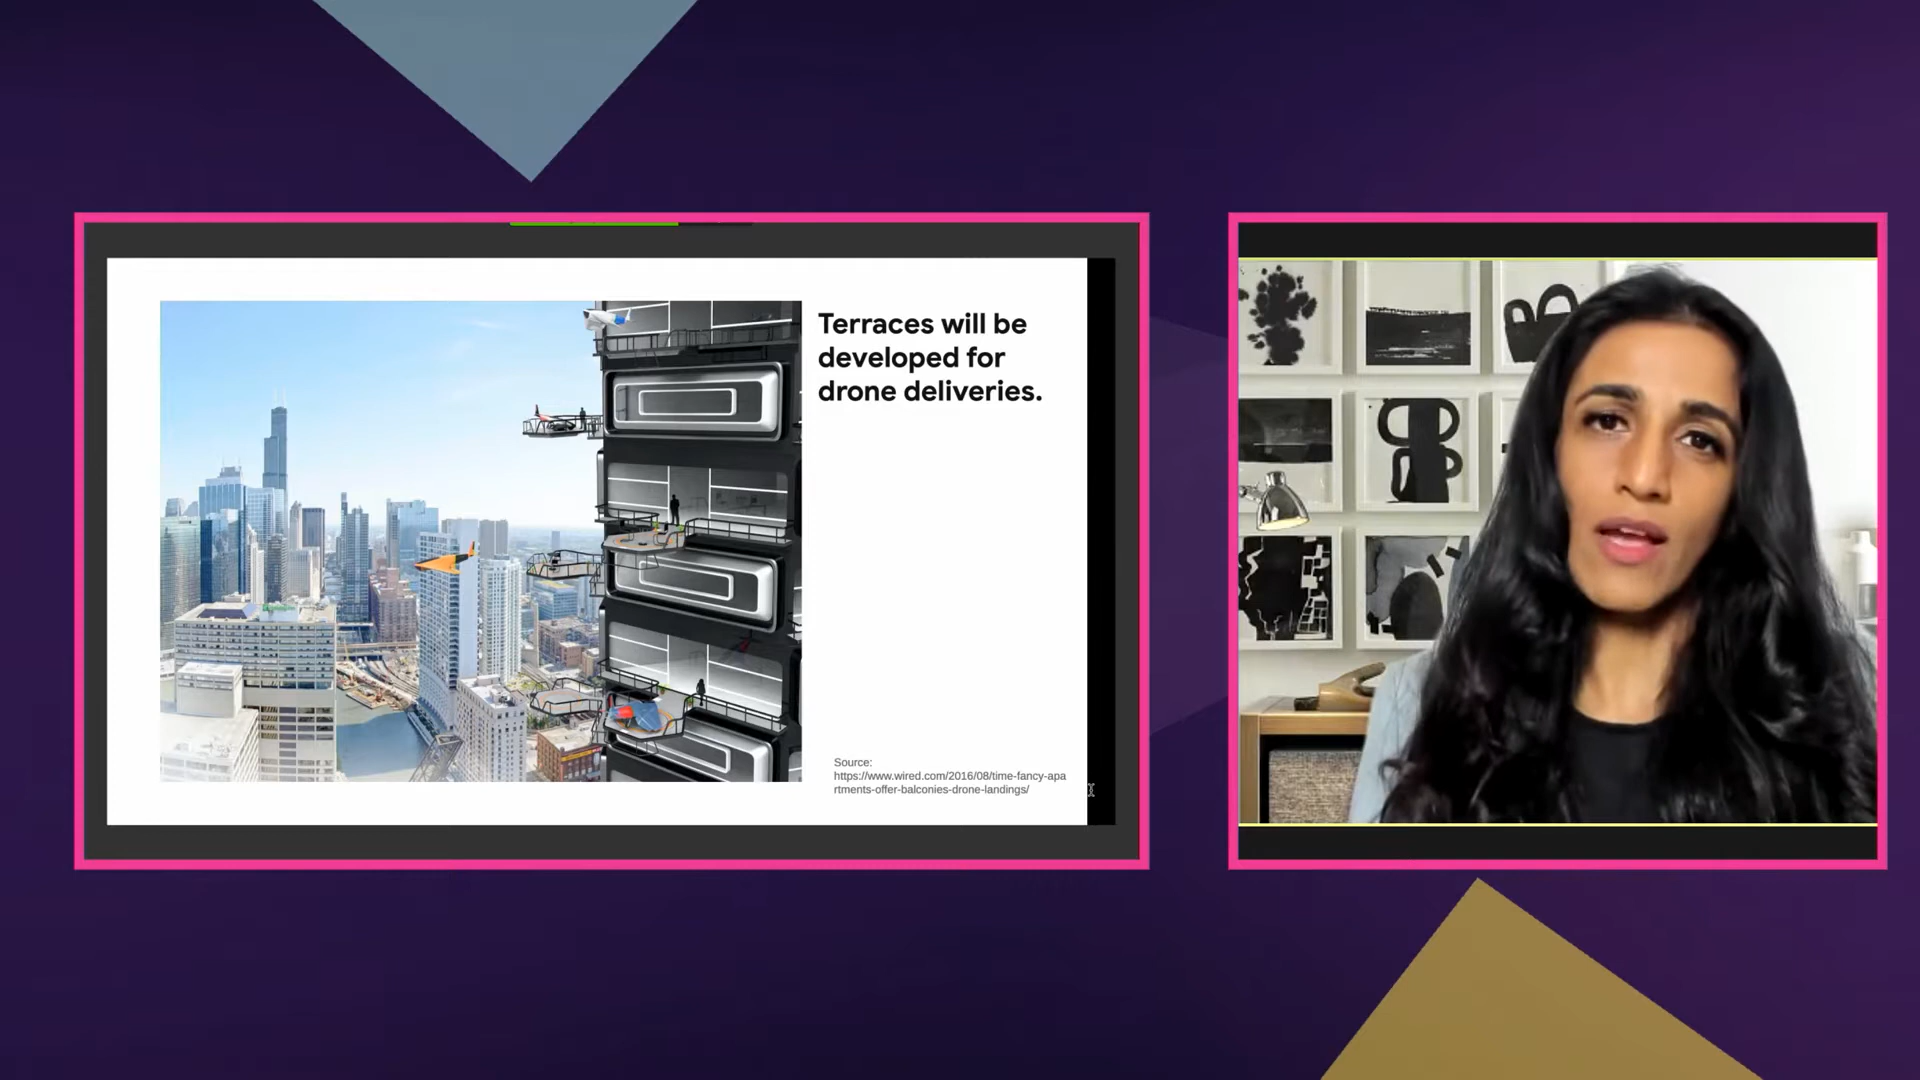 Terraces will be
developed for
drone deliveries.
Source:
https://www.wired.com/2016/08/time-fancy-apa
rtments-offer-balconies-drone-landings/